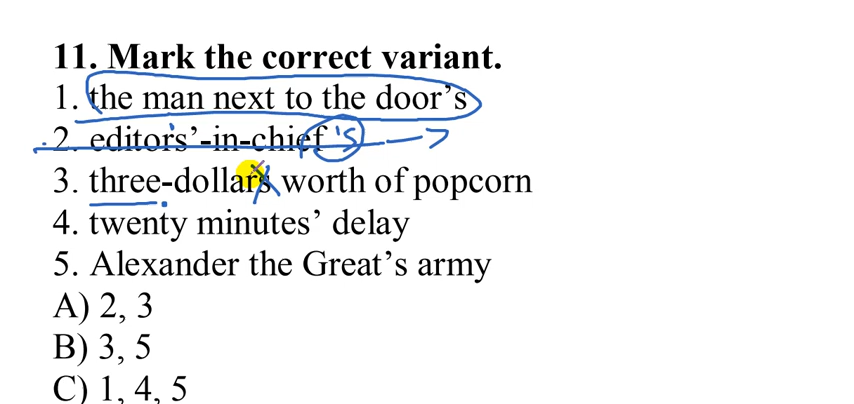 11. Mark the correct variant.
1. the man next to the door’s
2. editors’-in-chief 's
3. three-dollars worth of popcorn
4. twenty minutes’ delay
5. Alexander the Great’s army
A) 2, 3
B) 3, 5
C) 1, 4, 5